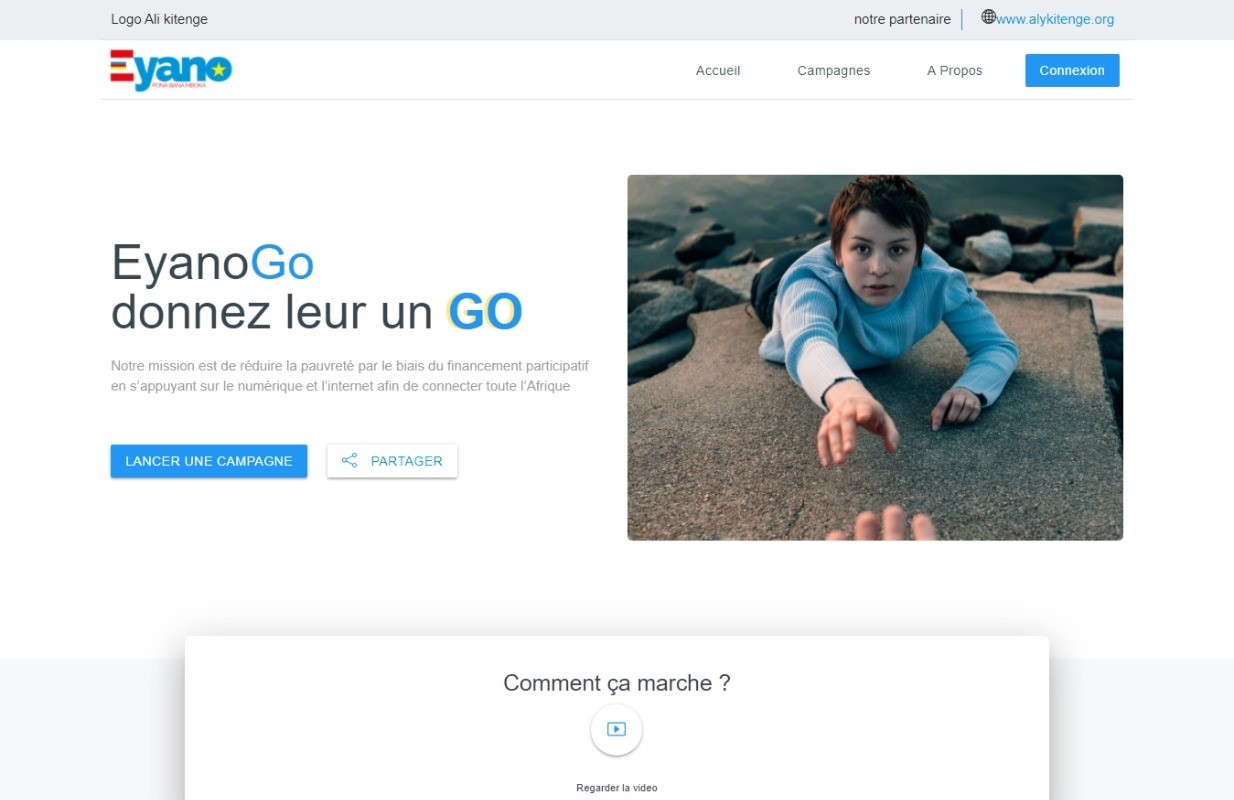 Logo Ali kitenge
notre partenaire
www.alykitenge.org
Eyano
PONA BANA MBOKA
Accueil
Campagnes
A Propos
Connexion
EyanoGo
donnez leur un GO
Notre mission est de réduire la pauvreté par le biais du financement participatif
en s'appuyant sur le numérique et l'internet afin de connecter toute l'Afrique
LANCER UNE CAMPAGNE
PARTAGER
Comment ça marche ?
Regarder la video